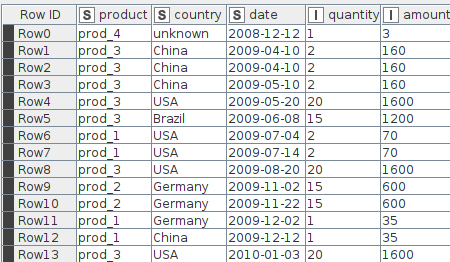 Row ID S product S country S date I quantity I amount
Row0 prod_4 unknown 2008-12-12 1 3
Row1 prod_3 China 2009-04-10 2 160
Row2 prod_3 China 2009-04-10 2 160
Row3 prod_3 China 2009-05-10 2 160
Row4 prod_3 USA 2009-05-20 20 1600
Row5 prod_3 Brazil 2009-06-08 15 1200
Row6 prod_1 USA 2009-07-04 2 70
Row7 prod_1 USA 2009-07-14 2 70
Row8 prod_3 USA 2009-08-20 20 1600
Row9 prod_2 Germany 2009-11-02 15 600
Row10 prod_2 Germany 2009-11-22 15 600
Row11 prod_1 Germany 2009-12-02 1 35
Row12 prod_1 China 2009-12-12 1 35
Row13 prod_3 USA 2010-01-03 20 1600